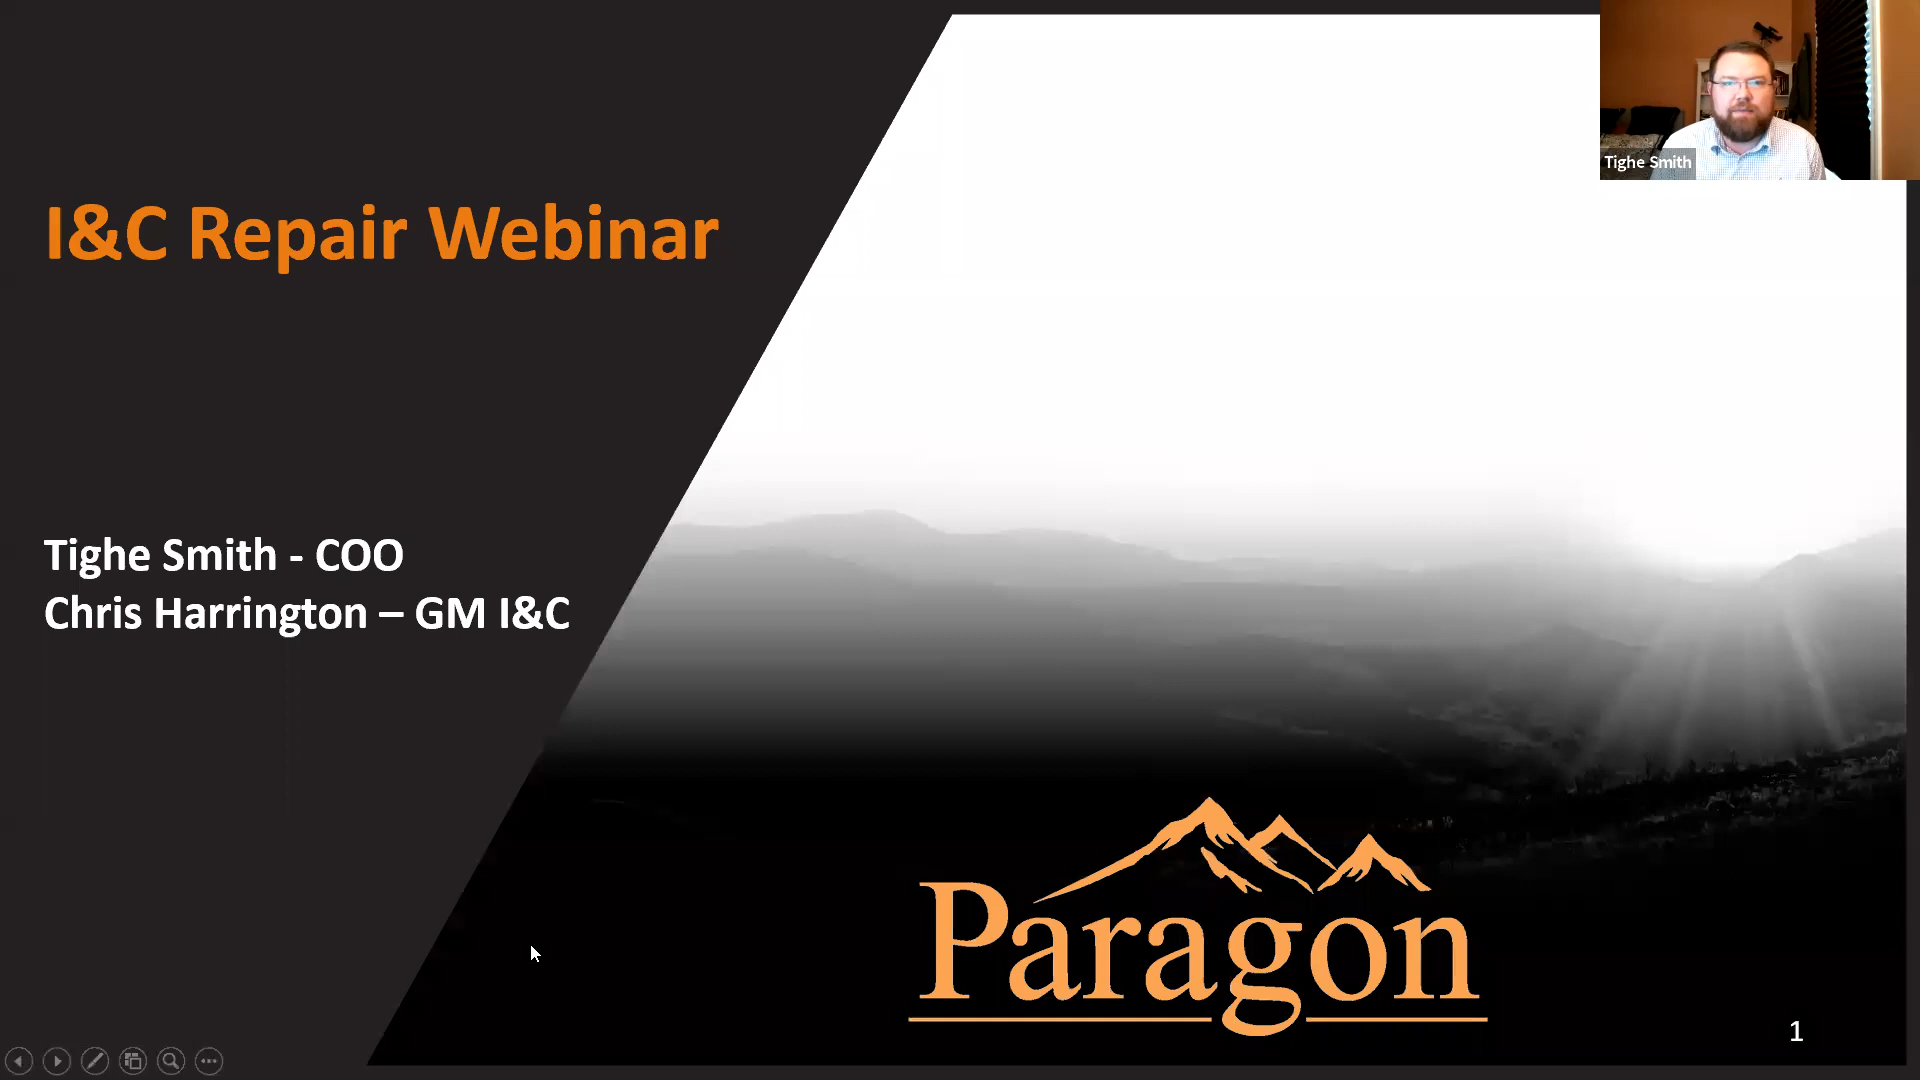 Tighe Smith
I&C Repair Webinar
Tighe Smith - COO
Chris Harrington – GM I&C
Paragon
1